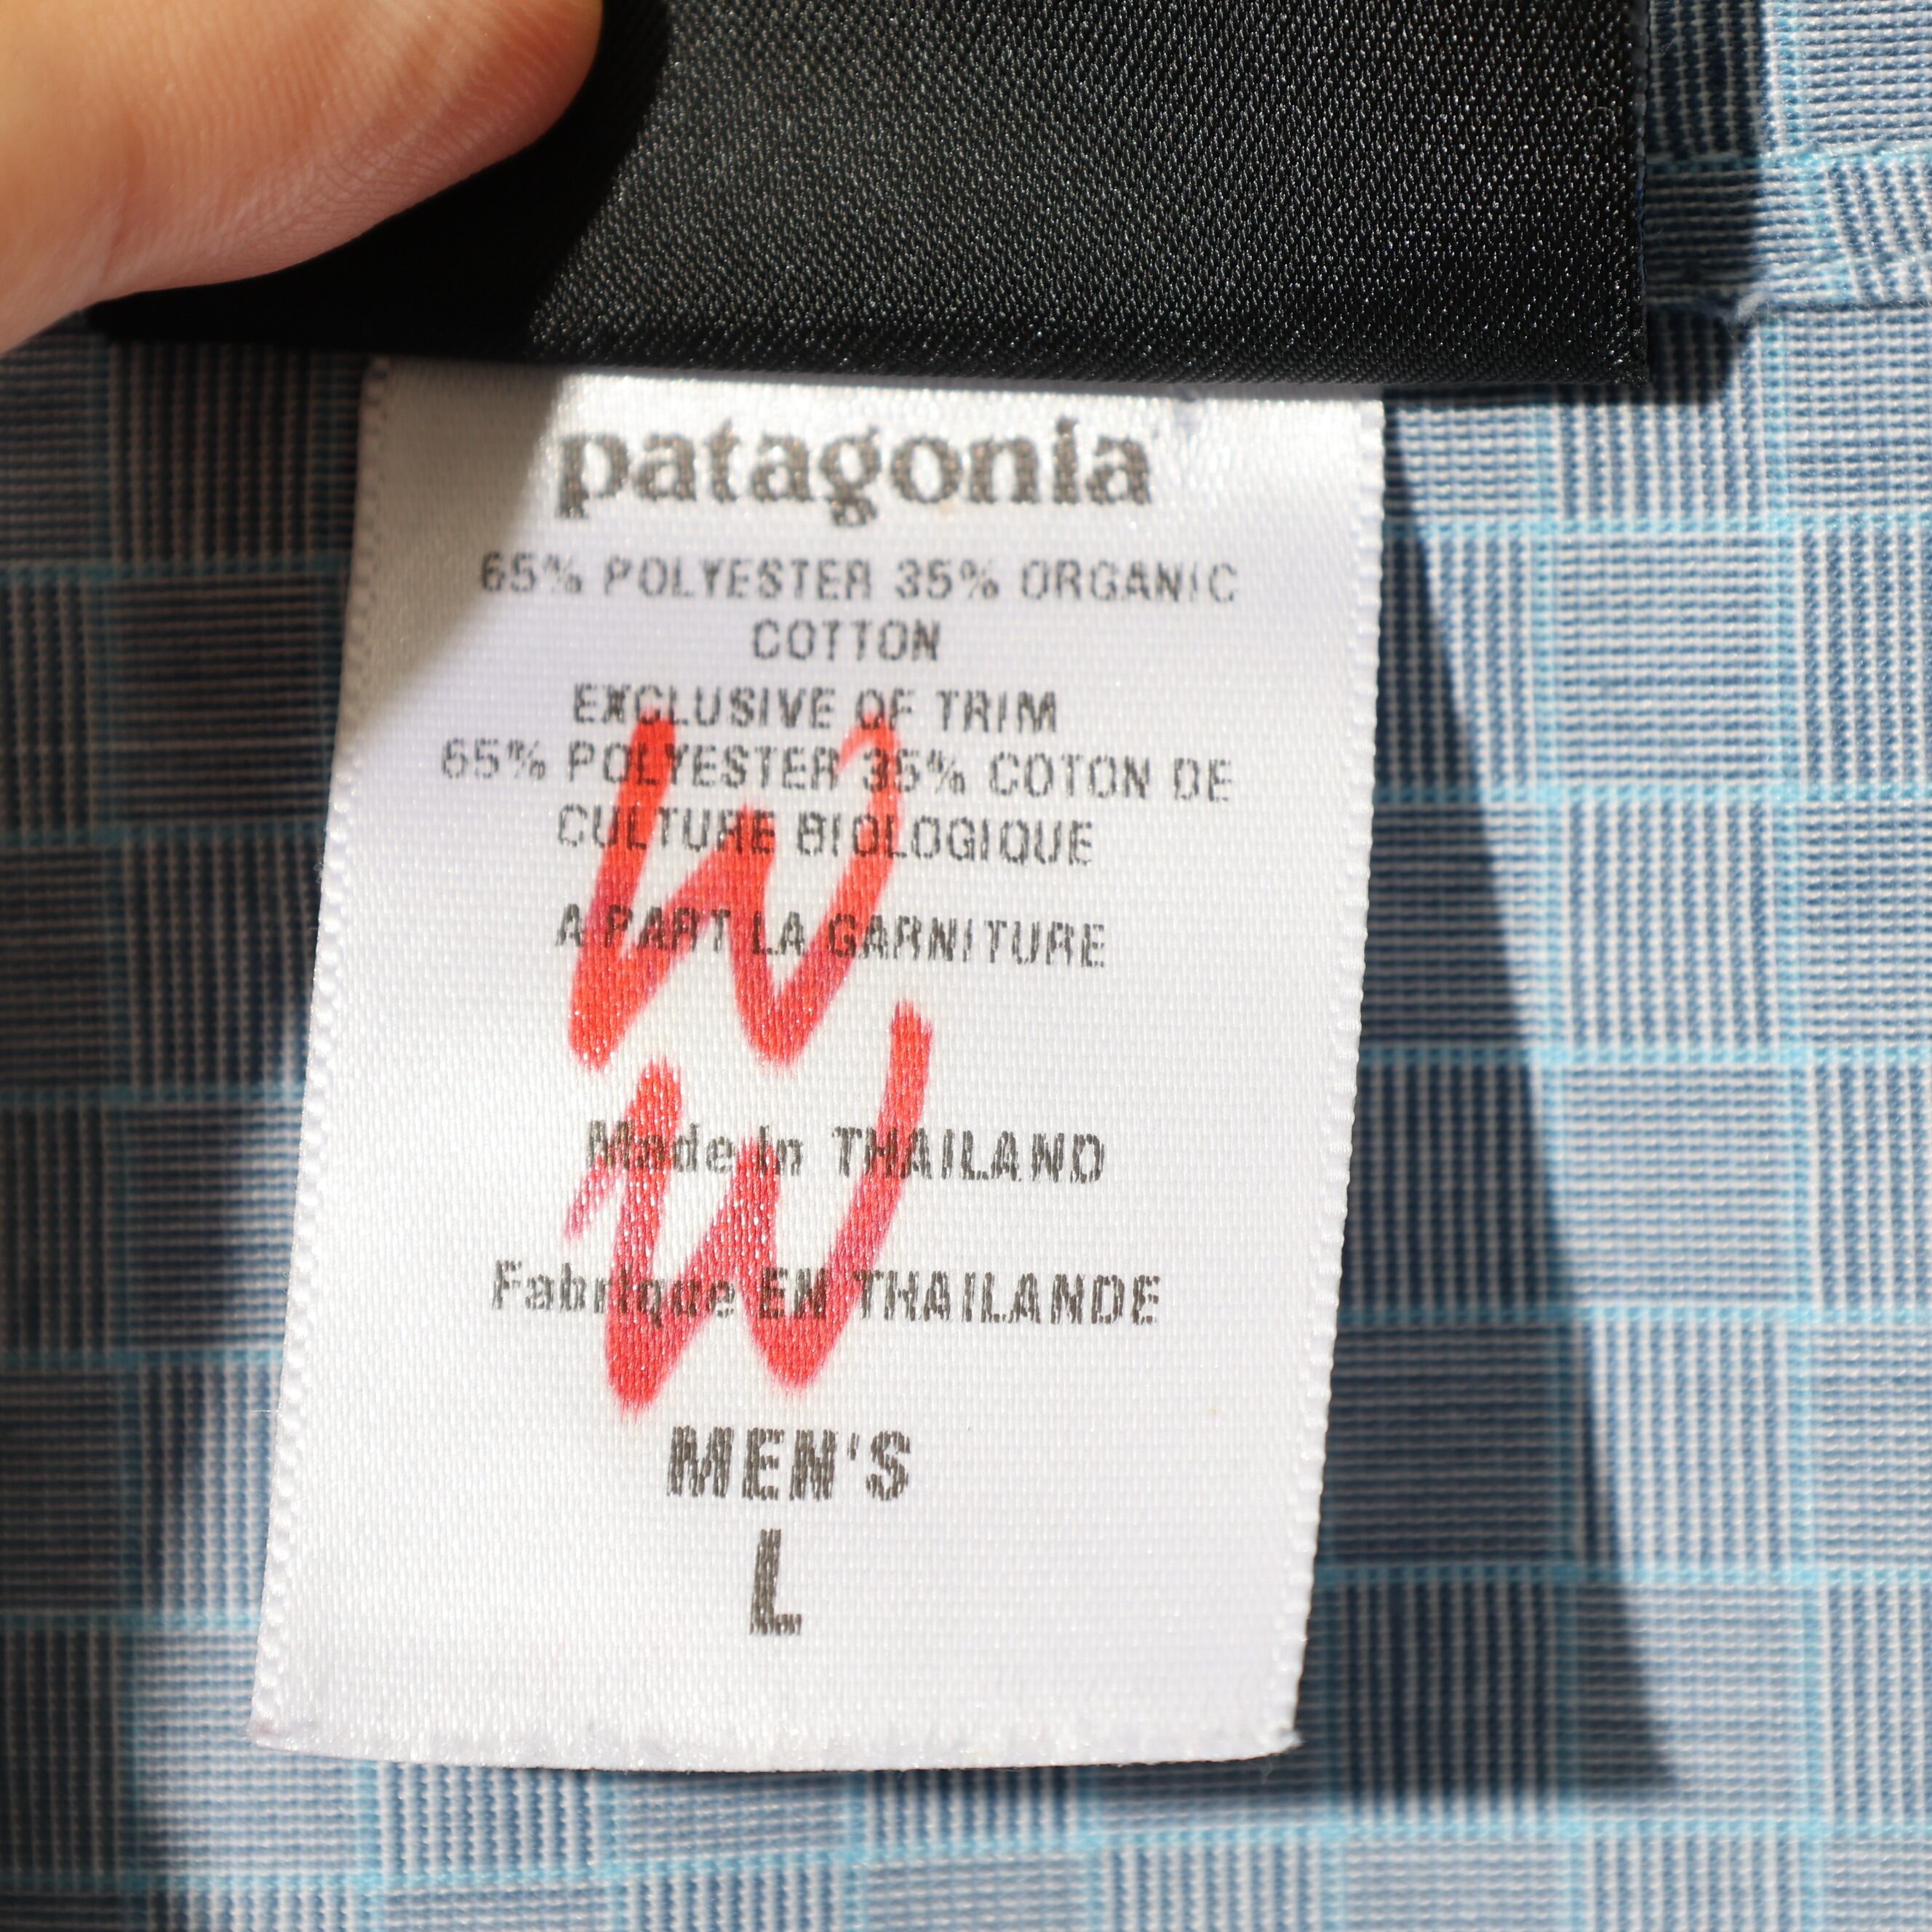 patagonia
65% POLYESTER 35% ORGANIC
COTTON
EXCLUSIVE OF TRIM
65% POLYESTER 35% COTON DE
CULTURE BIOLOGIQUE
A PART LA GARNITURE
W
Made in THAILAND
W
Fabrique EN THAILANDE
MEN'S
L